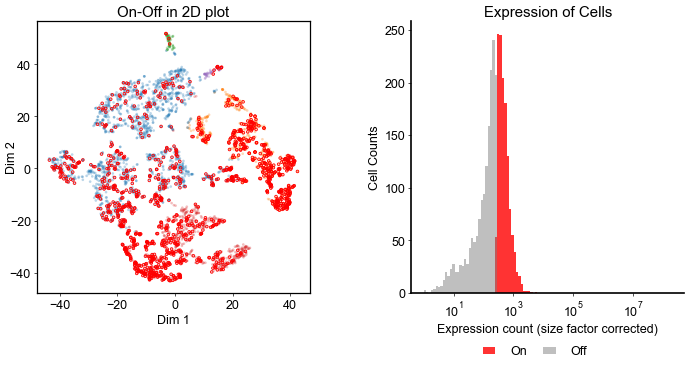 On-Off in 2D plot
Dim 2
40
20
0
−20
−40
−40 −20 0 20 40
Dim 1
Expression of Cells
Cell Counts
250
200
150
100
50
0
10^1 10^3 10^5 10^7
Expression count (size factor corrected)
On Off